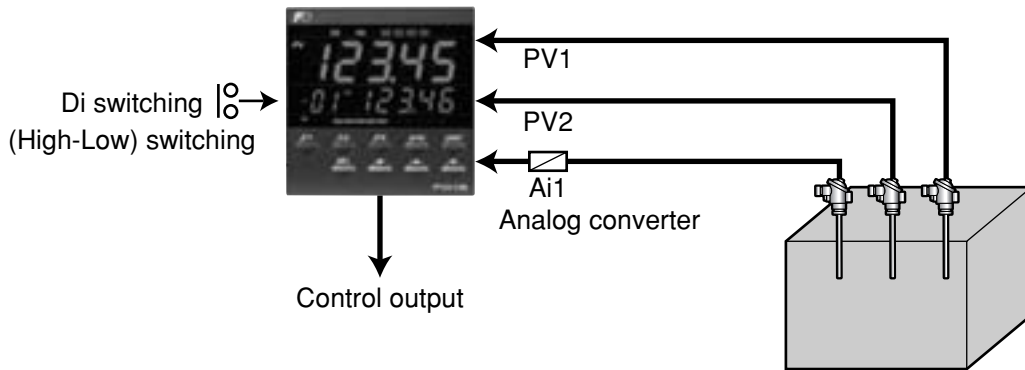 123.45
01 123.46
PV1
Di switching
(High-Low) switching
PV2
Ai1
Analog converter
Control output